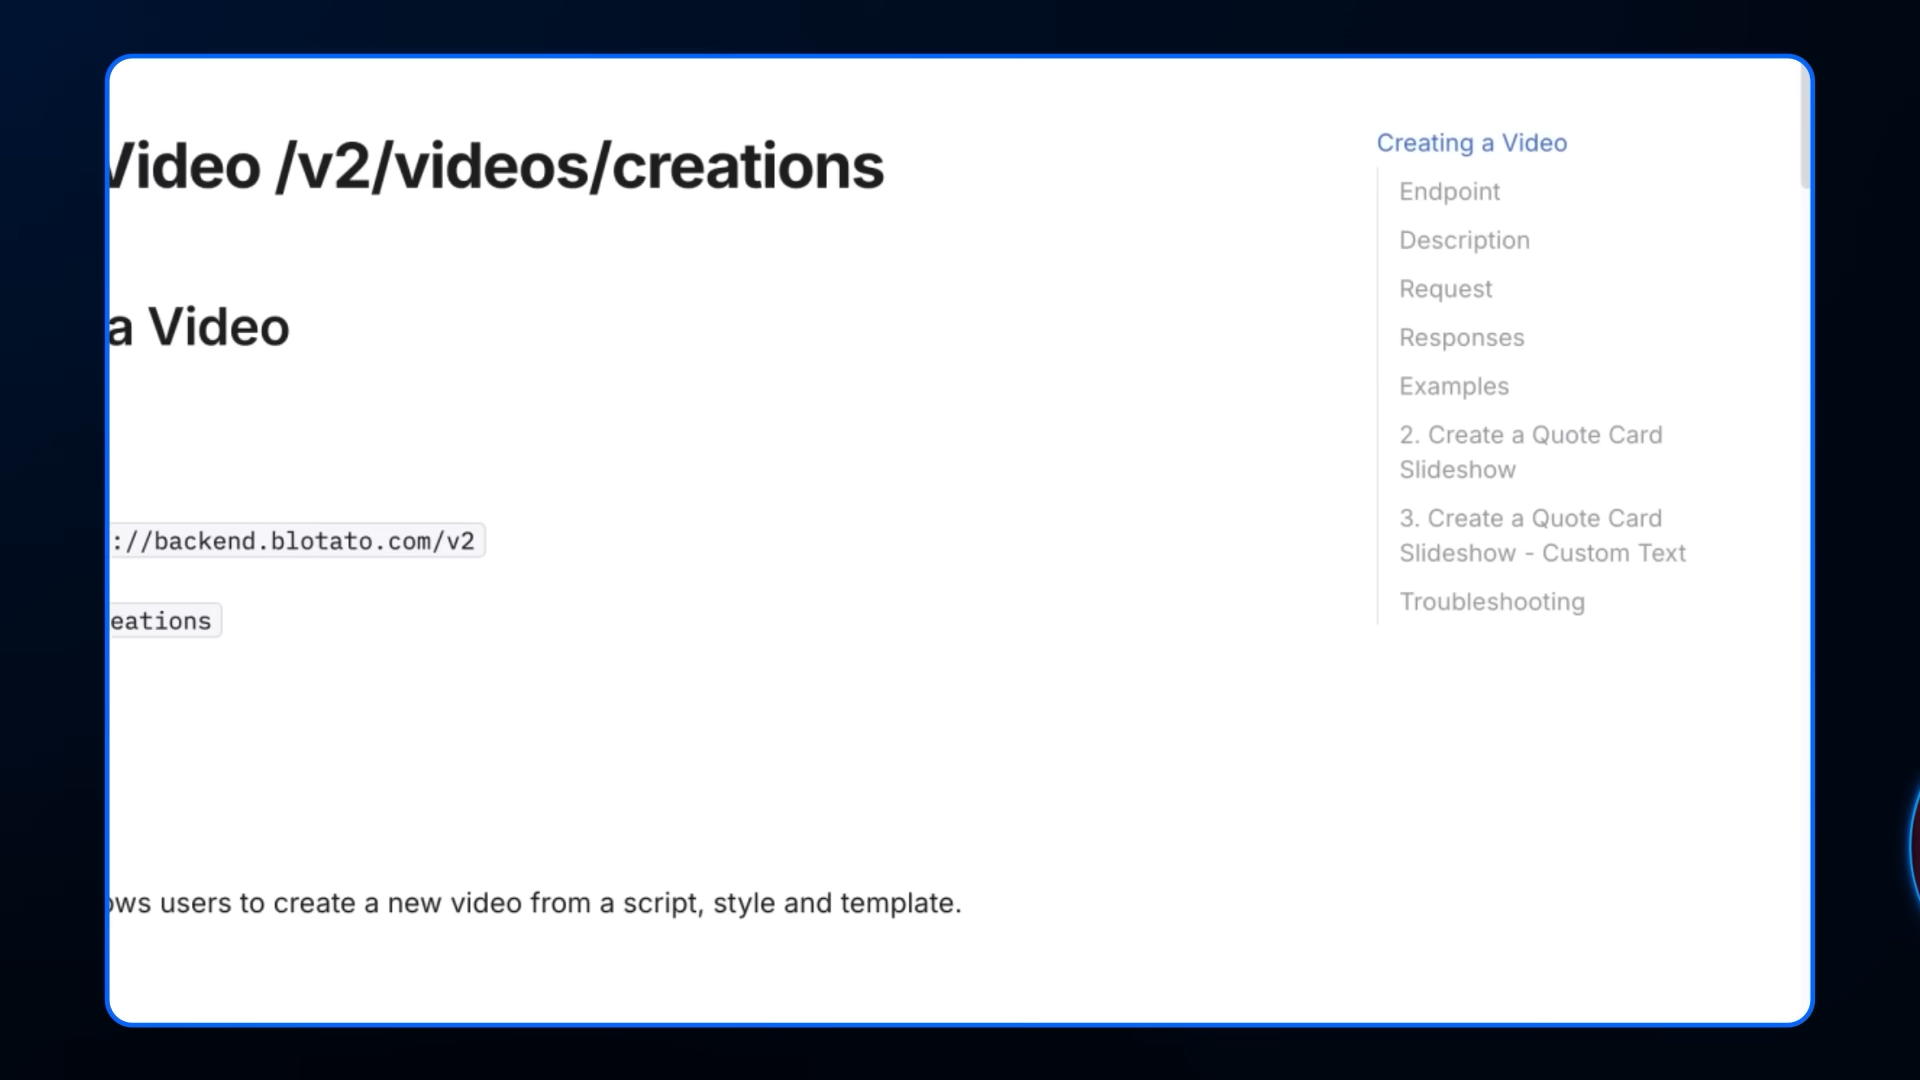 Video /v2/videos/creations
a Video
://backend.blotato.com/v2
eations
ows users to create a new video from a script, style and template.
Creating a Video
Endpoint
Description
Request
Responses
Examples
2. Create a Quote Card
Slideshow
3. Create a Quote Card
Slideshow - Custom Text
Troubleshooting